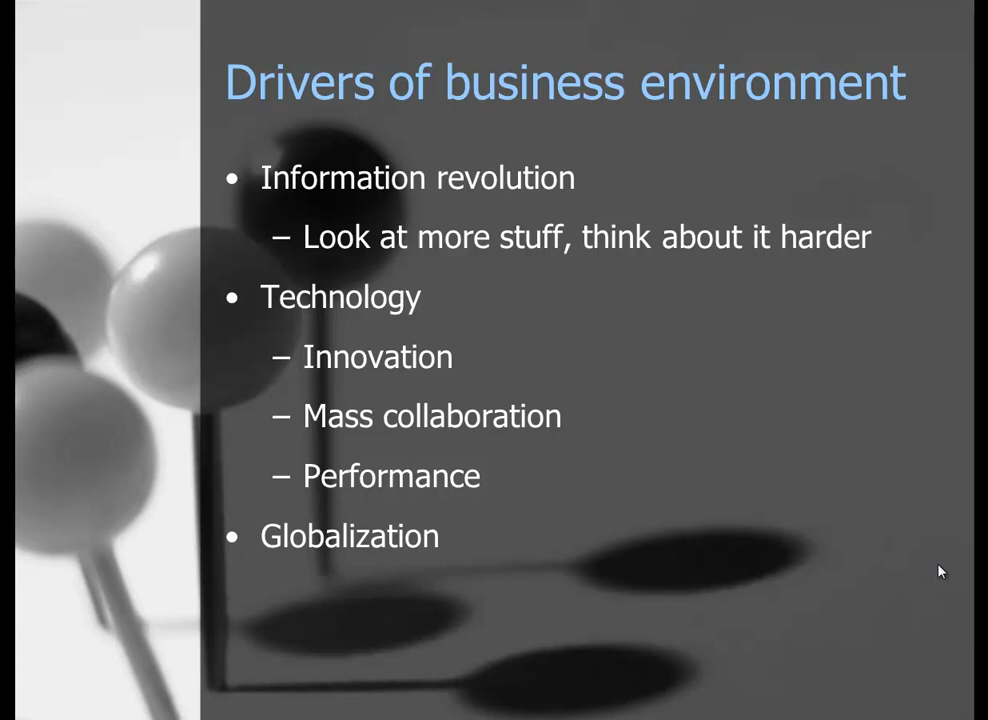 Drivers of business environment
• Information revolution
– Look at more stuff, think about it harder
• Technology
– Innovation
– Mass collaboration
– Performance
• Globalization